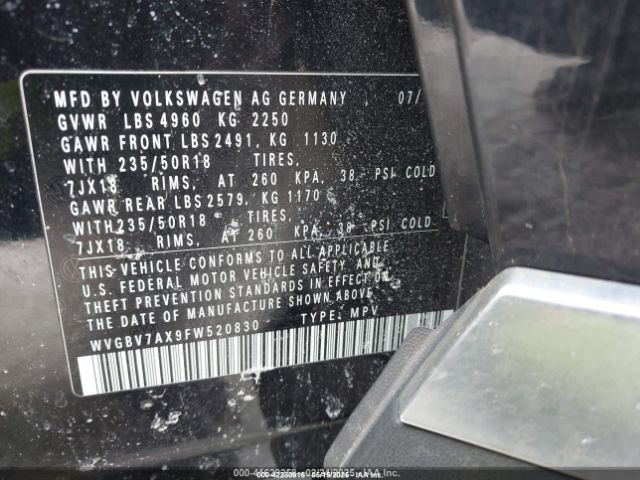 MFD BY VOLKSWAGEN AG GERMANY 07/
GVWR LBS 4960 KG 2250
GAWR FRONT LBS 2491, KG 1130
WITH 235/50R18 TIRES,
7JX18 RIMS, AT 260 KPA, 38 PSI COLD
GAWR REAR LBS 2579, KG 1170
WITH 235/50R18 TIRES,
7JX18 RIMS, AT 260 KPA, 38 PSI COLD
THIS VEHICLE CONFORMS TO ALL APPLICABLE
U.S. FEDERAL MOTOR VEHICLE SAFETY AND
THEFT PREVENTION STANDARDS IN EFFECT ON
THE DATE OF MANUFACTURE SHOWN ABOVE.
WVGBV7AX9FW520830 TYPE: MPV